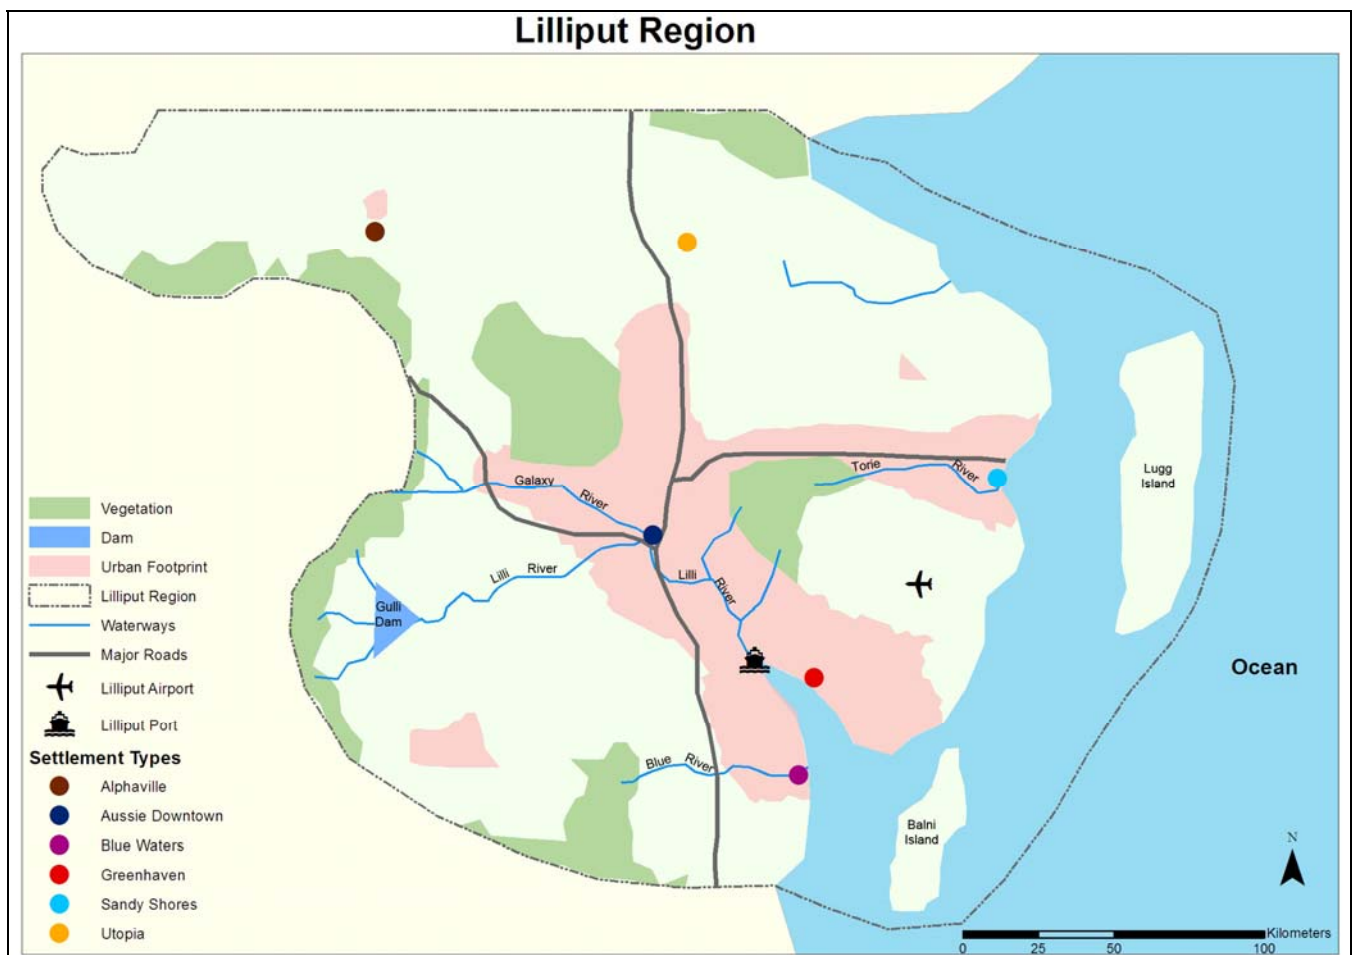 Lilliput Region
Galaxy
River
Torie
River
Lugg
Island
Lilli
River
Lilli
River
Gulli
Dam
Ocean
Blue
River
Balni
Island
Vegetation
Dam
Urban Footprint
Lilliput Region
Waterways
Major Roads
Lilliput Airport
Lilliput Port
Settlement Types
Alphaville
Aussie Downtown
Blue Waters
Greenhaven
Sandy Shores
Utopia
N
Kilometers
0 25 50 100